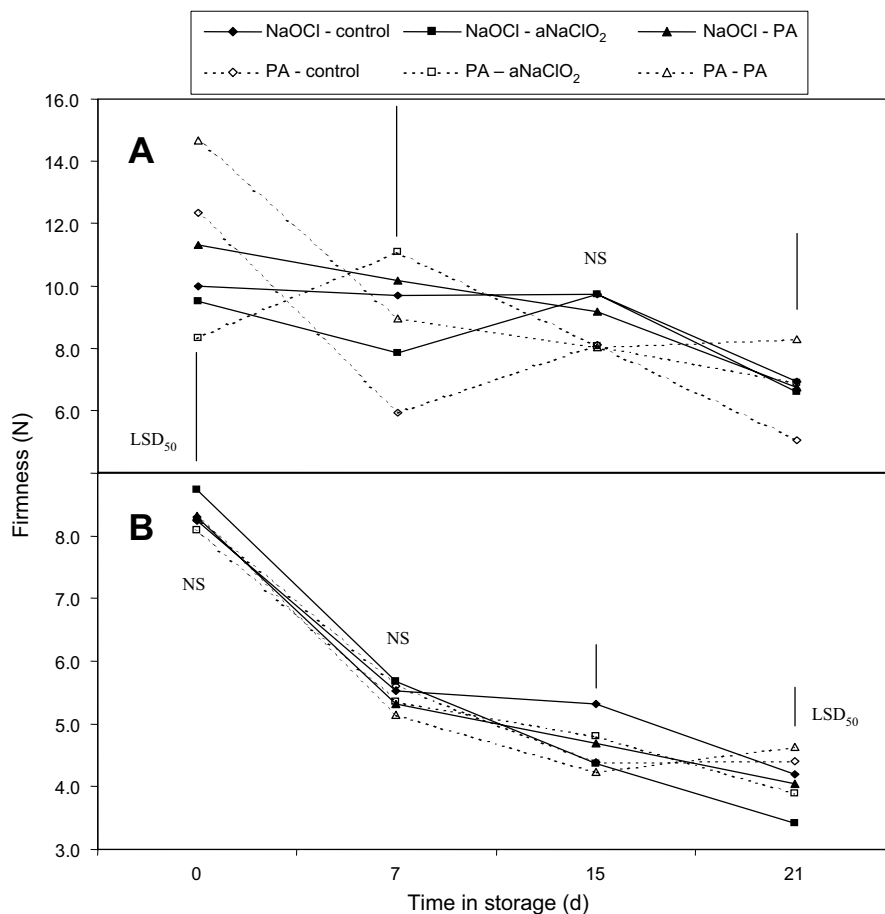 NaOCl - control NaOCl - aNaClO₂ NaOCl - PA
PA - control PA – aNaClO₂ PA - PA
16.0
A
14.0
12.0
NS
10.0
8.0
6.0
LSD₅₀
Firmness (N)
B
8.0
NS
7.0
NS
6.0
5.0
LSD₅₀
4.0
3.0
0 7 15 21
Time in storage (d)